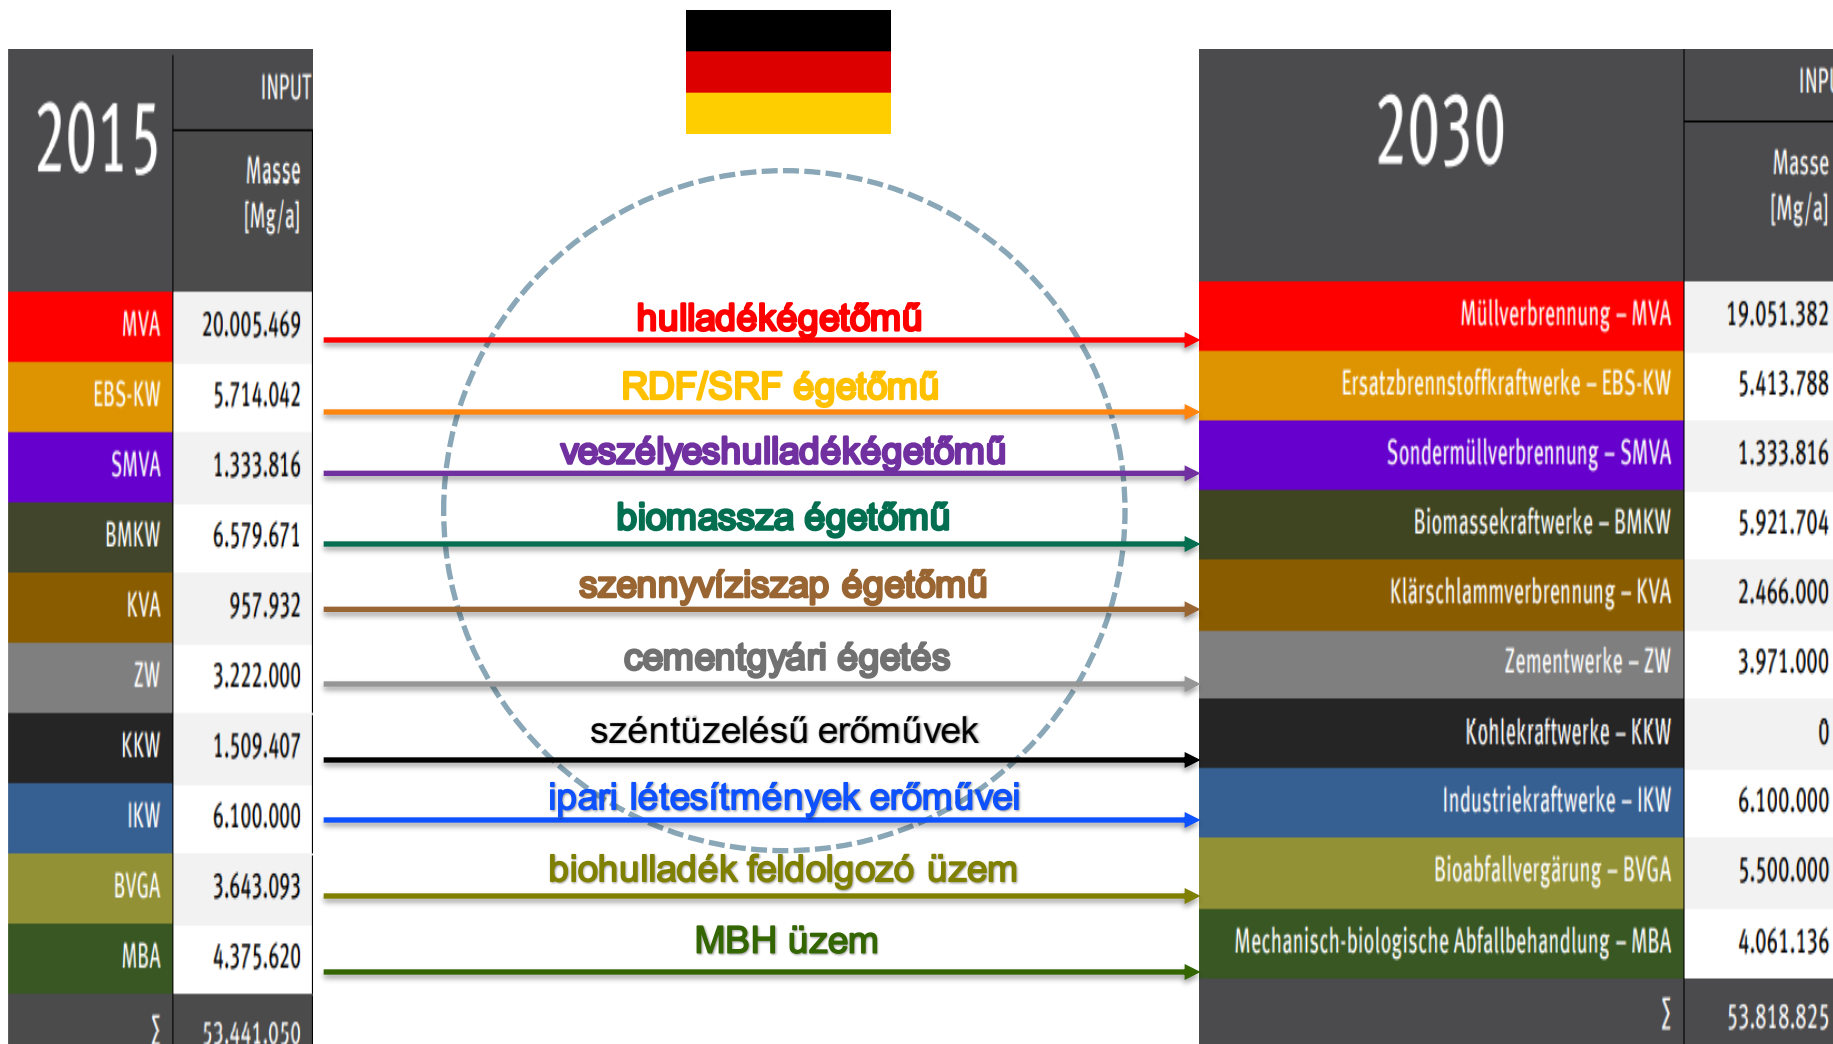 2015
INPUT
Masse
[Mg/a]
MVA 20.005.469
EBS-KW 5.714.042
SMVA 1.333.816
BMKW 6.579.671
KVA 957.932
ZW 3.222.000
KKW 1.509.407
IKW 6.100.000
BVGA 3.643.093
MBA 4.375.620
Σ 53.441.050
hulladékégetőmű
RDF/SRF égetőmű
veszélyeshulladékégetőmű
biomassza égetőmű
szennyvíziszap égetőmű
cementgyári égetés
széntüzelésű erőművek
ipari létesítmények erőművei
biohulladék feldolgozó üzem
MBH üzem
2030
INPU
Masse
[Mg/a]
Müllverbrennung – MVA 19.051.382
Ersatzbrennstoffkraftwerke – EBS-KW 5.413.788
Sondermüllverbrennung – SMVA 1.333.816
Biomassekraftwerke – BMKW 5.921.704
Klärschlammverbrennung – KVA 2.466.000
Zementwerke – ZW 3.971.000
Kohlekraftwerke – KKW 0
Industriekraftwerke – IKW 6.100.000
Bioabfallvergärung – BVGA 5.500.000
Mechanisch-biologische Abfallbehandlung – MBA 4.061.136
Σ 53.818.825